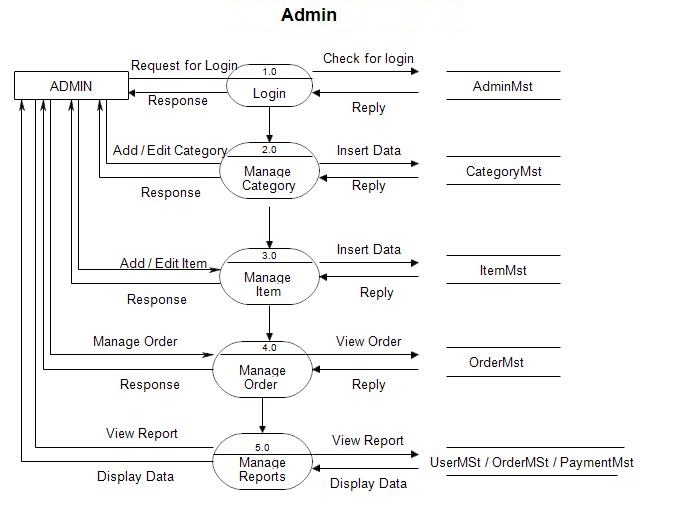 Admin
Request for Login
Check for login
1.0
ADMIN
Login
AdminMst
Response
Reply
Add / Edit Category
2.0
Insert Data
Manage
Category
CategoryMst
Response
Reply
Add / Edit Item
3.0
Insert Data
Manage
Item
ItemMst
Response
Reply
Manage Order
4.0
View Order
Manage
Order
OrderMst
Response
Reply
View Report
5.0
View Report
Manage
Reports
UserMSt / OrderMSt / PaymentMst
Display Data
Display Data